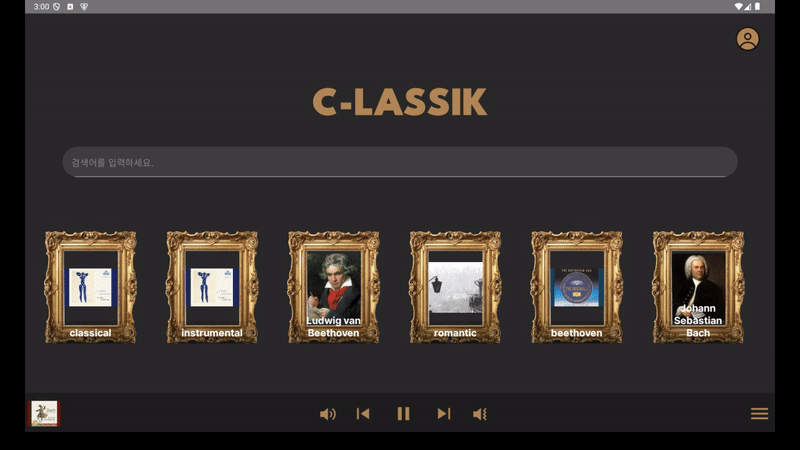 3:00
C-LASSIK
검색어를 입력하세요.
classical
instrumental
Ludwig van
Beethoven
romantic
beethoven
Johann
Sebastian
Bach